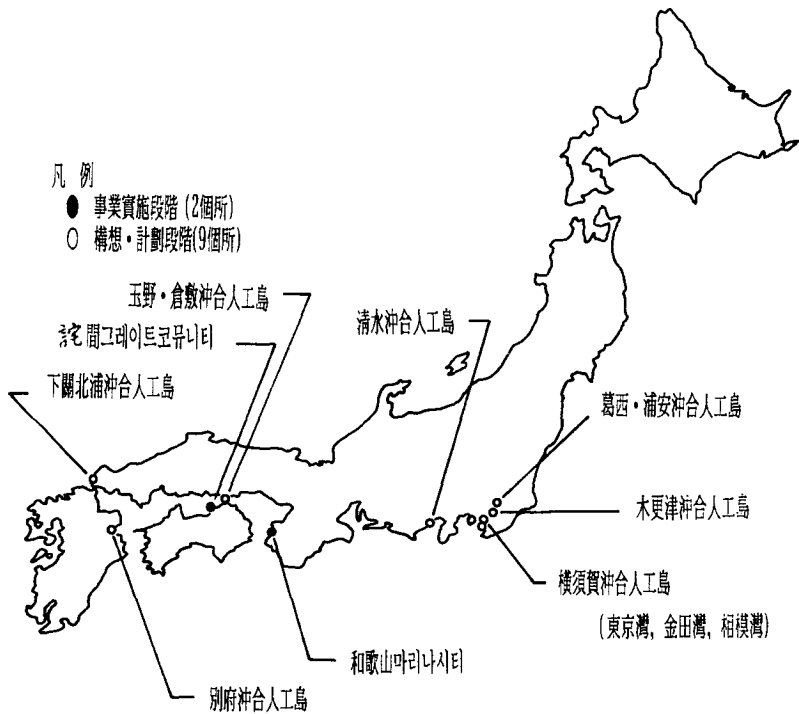 凡 例
● 事業實施段階 (2個所)
○ 構想・計劃段階(9個所)
玉野・倉敷沖合人工島
詫間그레이트코뮤니티
下關北浦沖合人工島
清水沖合人工島
葛西・浦安沖合人工島
木更津沖合人工島
橫須賀沖合人工島
(東京灣, 金田灣, 相模灣)
和歌山마리나시티
別府沖合人工島